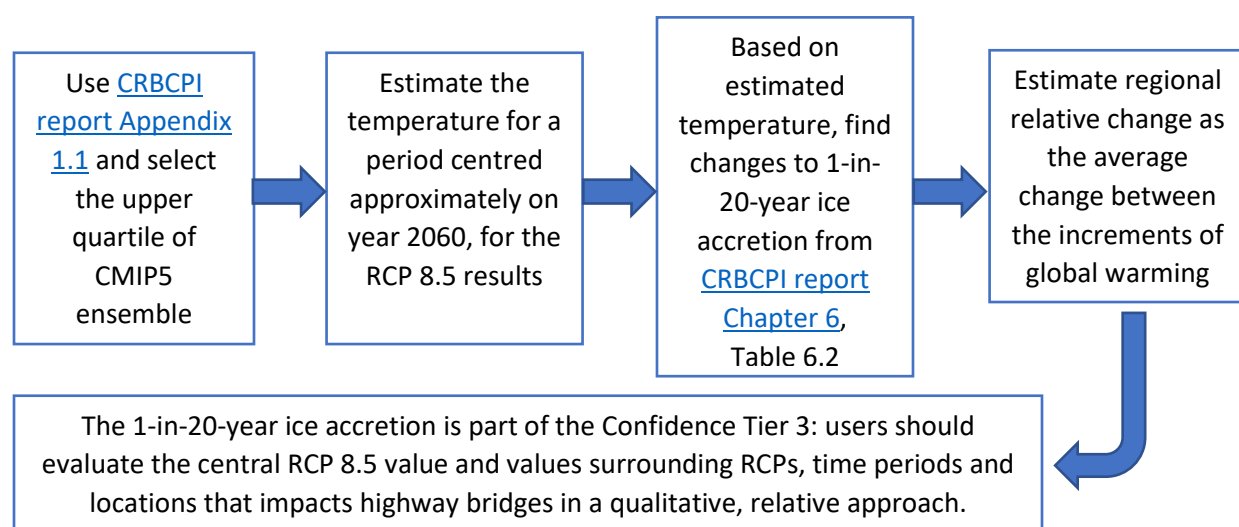 Use CRBCPI
report Appendix
1.1 and select
the upper
quartile of
CMIP5
ensemble
Estimate the
temperature for a
period centred
approximately on
year 2060, for the
RCP 8.5 results
Based on
estimated
temperature, find
changes to 1-in-
20-year ice
accretion from
CRBCPI report
Chapter 6,
Table 6.2
Estimate regional
relative change as
the average
change between
the increments of
global warming
The 1-in-20-year ice accretion is part of the Confidence Tier 3: users should
evaluate the central RCP 8.5 value and values surrounding RCPs, time periods and
locations that impacts highway bridges in a qualitative, relative approach.